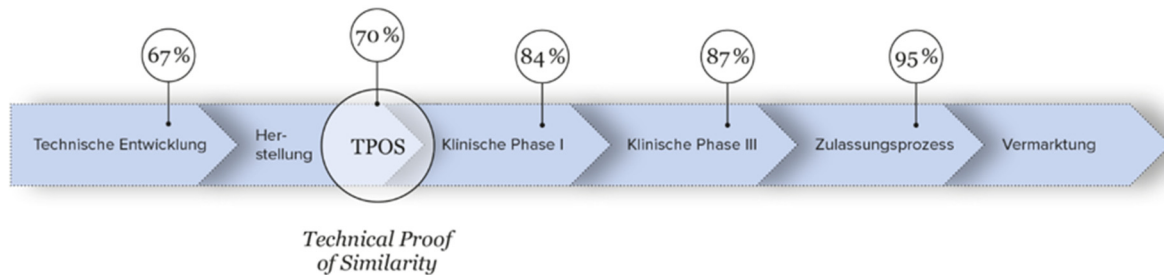 67 %
70 %
84 %
87 %
95 %
Technische Entwicklung
Her-
stellung
TPOS
Klinische Phase I
Klinische Phase III
Zulassungsprozess
Vermarktung
Technical Proof
of Similarity